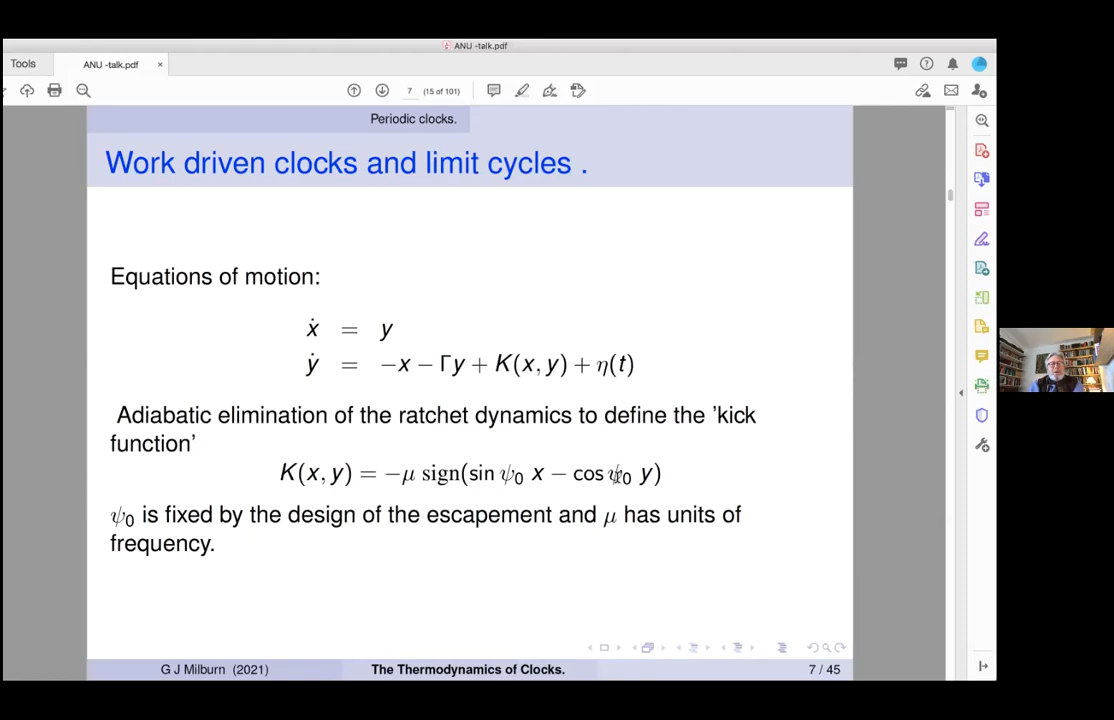 ANU -talk.pdf
Tools
ANU -talk.pdf ×
7 (15 of 101)
Periodic clocks.
Work driven clocks and limit cycles .
Equations of motion:
ẋ = y
ẏ = −x − Γy + K(x, y) + η(t)
Adiabatic elimination of the ratchet dynamics to define the 'kick
function'
K(x, y) = −μ sign(sin ψ₀ x − cos ψ₀ y)
ψ₀ is fixed by the design of the escapement and μ has units of
frequency.
G J Milburn (2021) The Thermodynamics of Clocks. 7 / 45